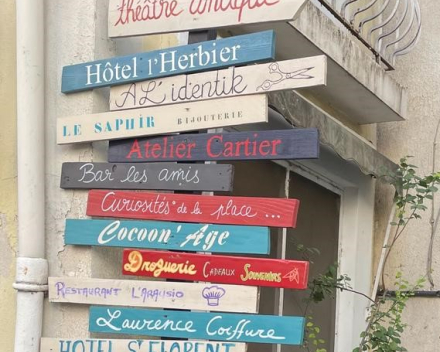 théâtre antique
Hôtel l'Herbier
A L'identik
LE SAPHIR BIJOUTERIE
Atelier Cartier
Bar les amis
Curiosités de la place ...
Cocoon'Age
Droguerie CADEAUX SOUVENIRS
RESTAURANT L'ARAUSIO
Laurence Coiffure
HOTEL St FLORENT